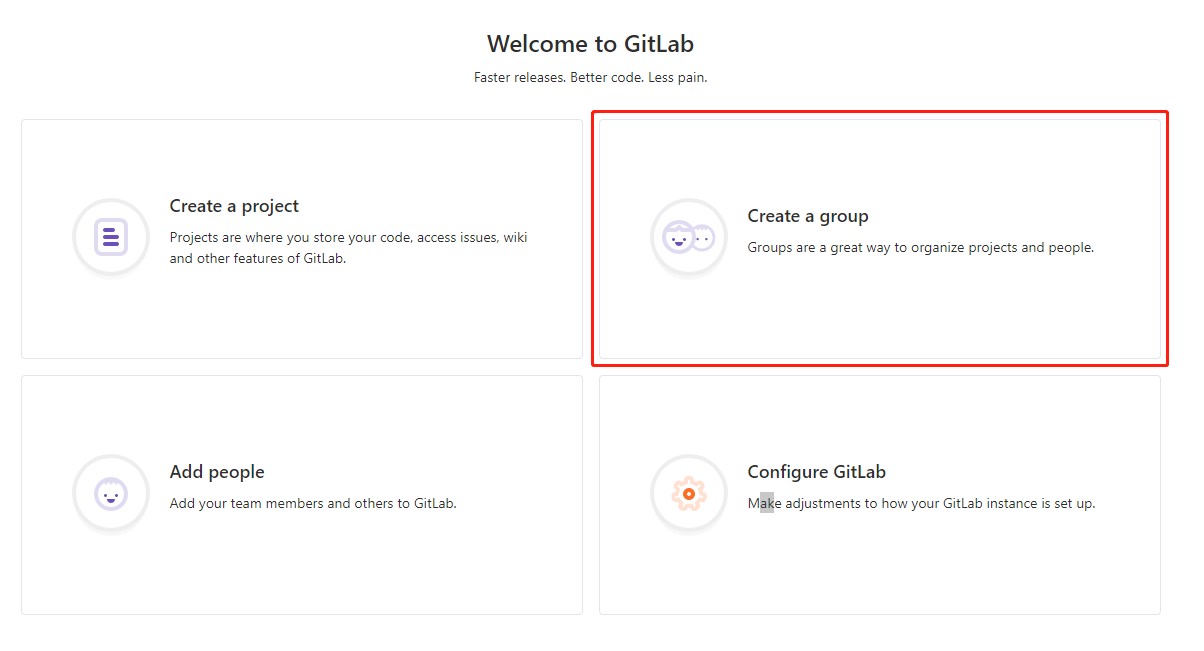 Welcome to GitLab
Faster releases. Better code. Less pain.
Create a project
Projects are where you store your code, access issues, wiki
and other features of GitLab.
Create a group
Groups are a great way to organize projects and people.
Add people
Add your team members and others to GitLab.
Configure GitLab
Make adjustments to how your GitLab instance is set up.